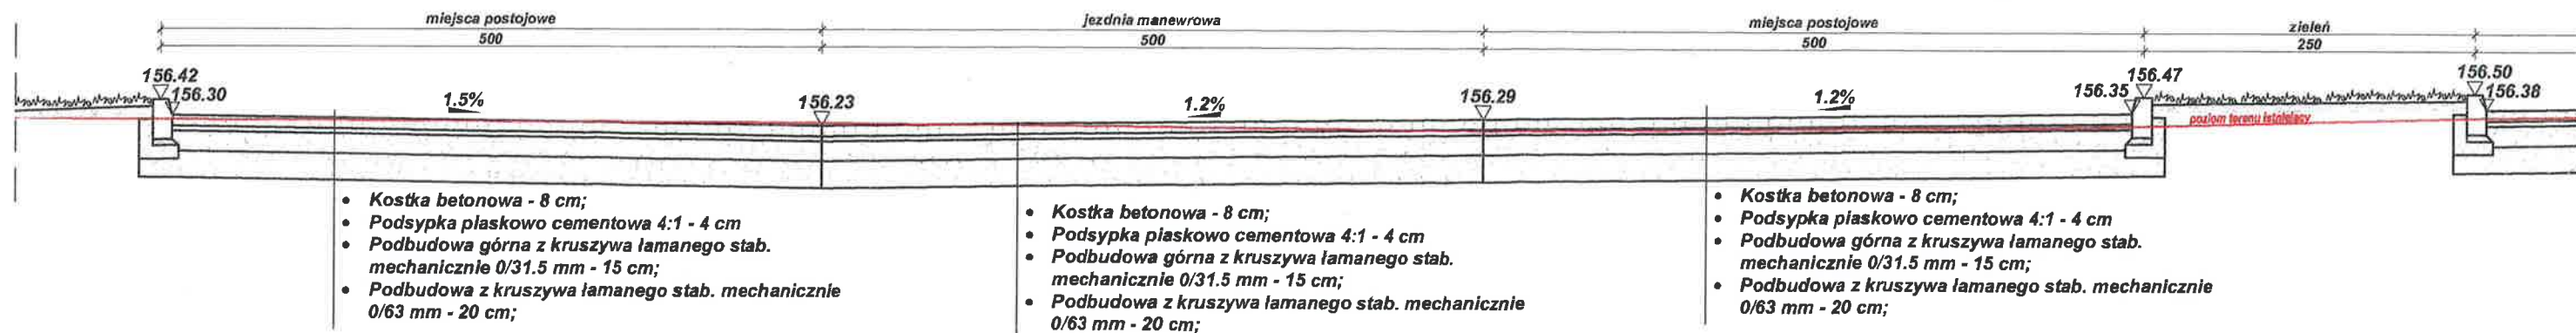 miejsca postojowe
500
jezdnia manewrowa
500
miejsca postojowe
500
zieleń
250
156.42
156.30
1.5%
156.23
1.2%
156.29
1.2%
156.35
156.47
156.50
156.38
poziom terenu istniejący
• Kostka betonowa - 8 cm;
• Podsypka piaskowo cementowa 4:1 - 4 cm
• Podbudowa górna z kruszywa łamanego stab.
mechanicznie 0/31.5 mm - 15 cm;
• Podbudowa z kruszywa łamanego stab. mechanicznie
0/63 mm - 20 cm;
• Kostka betonowa - 8 cm;
• Podsypka piaskowo cementowa 4:1 - 4 cm
• Podbudowa górna z kruszywa łamanego stab.
mechanicznie 0/31.5 mm - 15 cm;
• Podbudowa z kruszywa łamanego stab. mechanicznie
0/63 mm - 20 cm;
• Kostka betonowa - 8 cm;
• Podsypka piaskowo cementowa 4:1 - 4 cm
• Podbudowa górna z kruszywa łamanego stab.
mechanicznie 0/31.5 mm - 15 cm;
• Podbudowa z kruszywa łamanego stab. mechanicznie
0/63 mm - 20 cm;